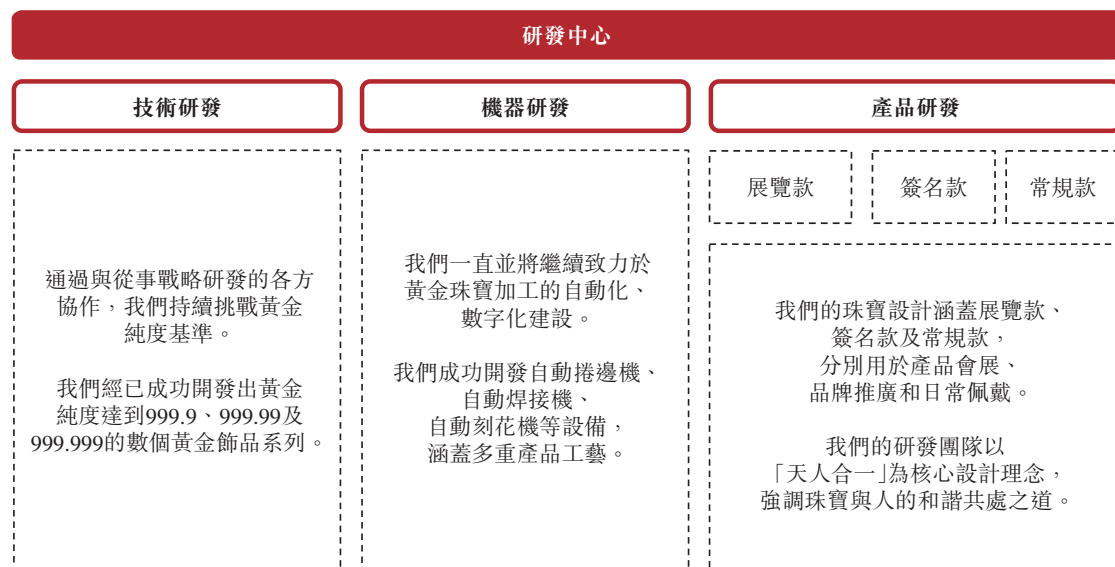 研發中心
技術研發
通過與從事戰略研發的各方
協作，我們持續挑戰黃金
純度基準。
我們經已成功開發出黃金
純度達到999.9、999.99及
999.999的數個黃金飾品系列。
機器研發
我們一直並將繼續致力於
黃金珠寶加工的自動化、
數字化建設。
我們成功開發自動捲邊機、
自動焊接機、
自動刻花機等設備，
涵蓋多重產品工藝。
產品研發
展覽款
簽名款
常規款
我們的珠寶設計涵蓋展覽款、
簽名款及常規款，
分別用於產品會展、
品牌推廣和日常佩戴。
我們的研發團隊以
「天人合一」為核心設計理念，
強調珠寶與人的和諧共處之道。